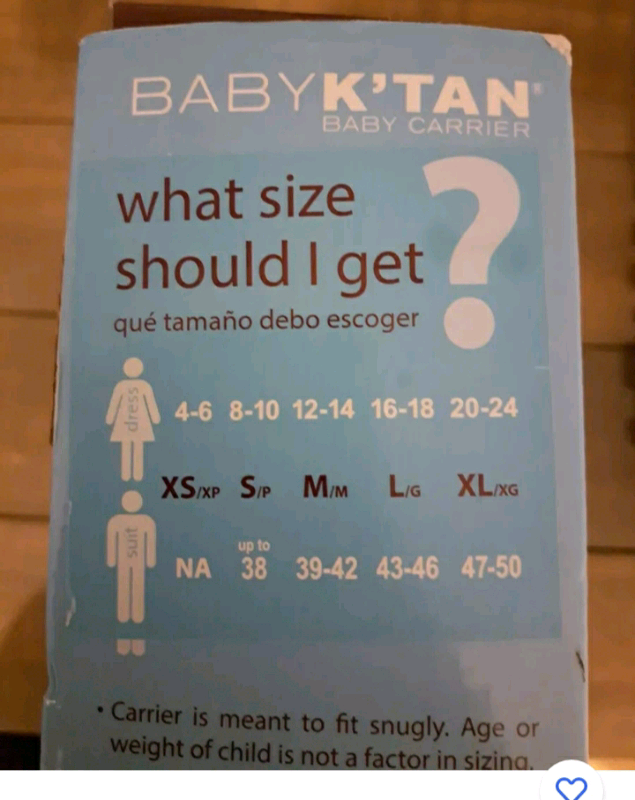 BABY K'TAN®
BABY CARRIER
what size
should I get ?
qué tamaño debo escoger
dress
4-6 8-10 12-14 16-18 20-24
XS/XP S/P M/M L/G XL/XG
suit
up to
NA 38 39-42 43-46 47-50
• Carrier is meant to fit snugly. Age or
weight of child is not a factor in sizing.